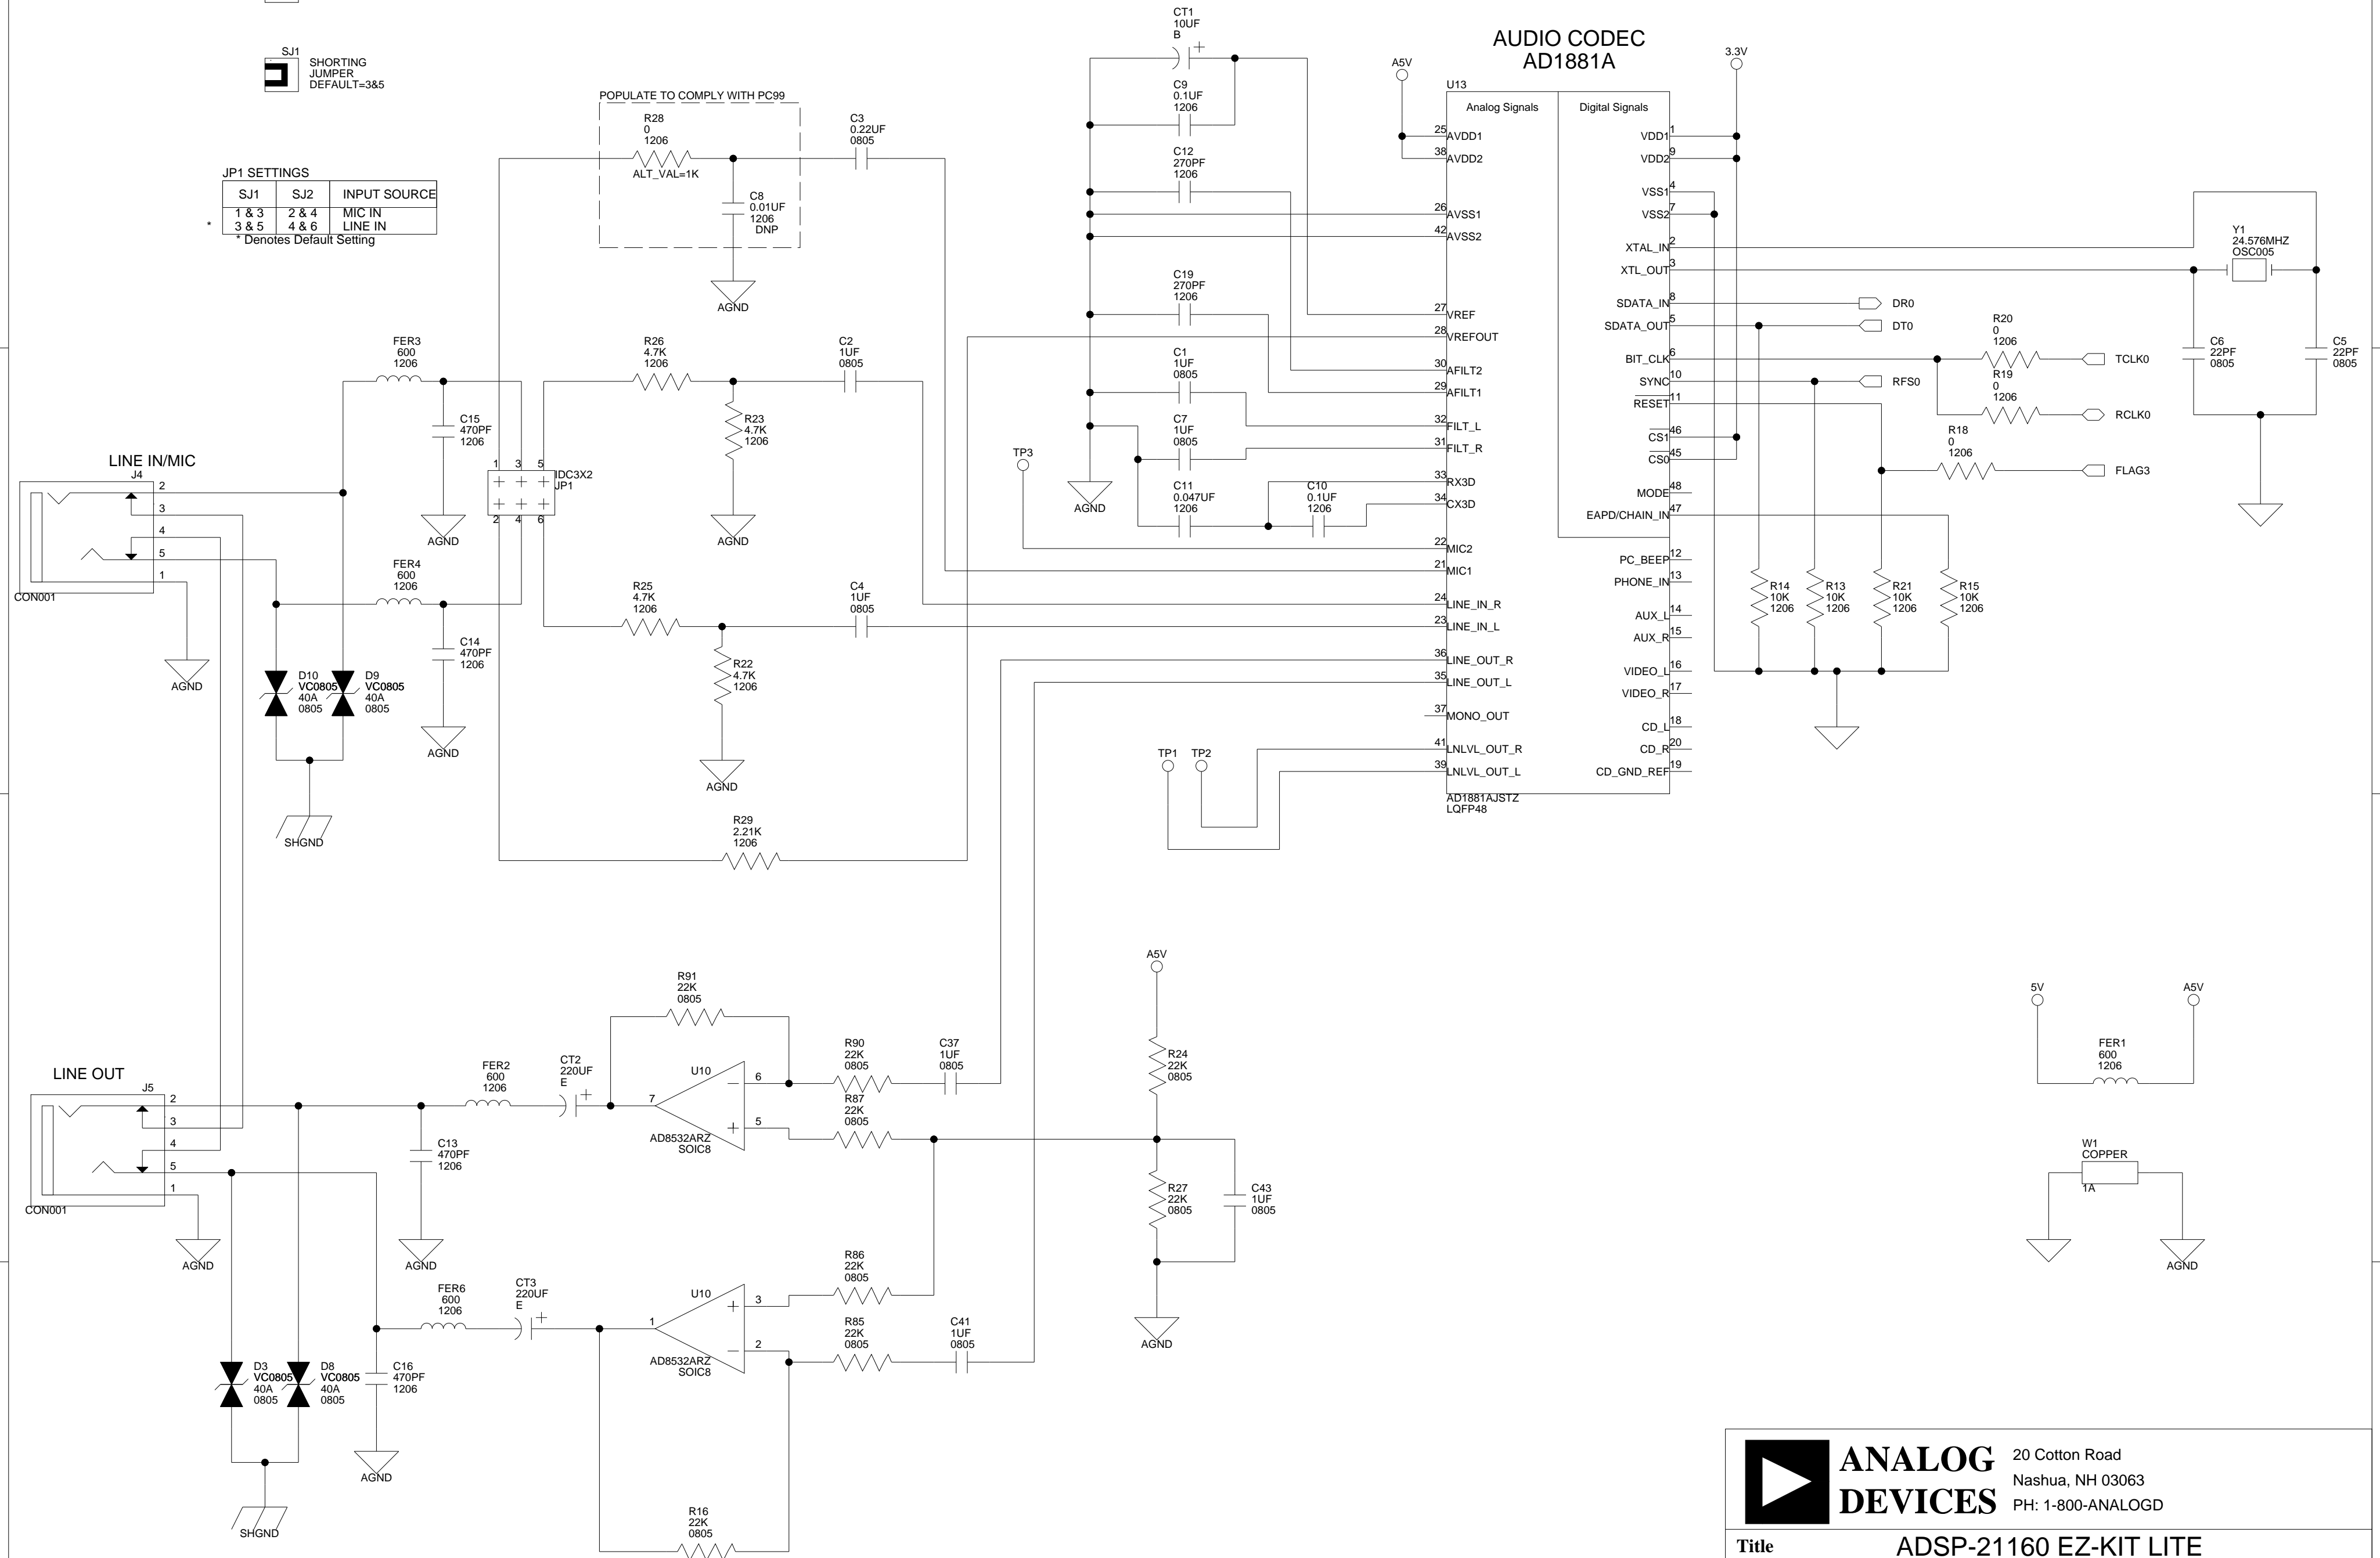 SJ1
SHORTING
JUMPER
DEFAULT=3&5
JP1 SETTINGS
SJ1 SJ2 INPUT SOURCE
1 & 3 2 & 4 MIC IN
* 3 & 5 4 & 6 LINE IN
* Denotes Default Setting
POPULATE TO COMPLY WITH PC99
R28
0
1206
ALT_VAL=1K
C8
0.01UF
1206
DNP
AGND
C3
0.22UF
0805
CT1
10UF
B
+
C9
0.1UF
1206
C12
270PF
1206
C19
270PF
1206
C1
1UF
0805
C7
1UF
0805
C11
0.047UF
1206
C10
0.1UF
1206
AGND
TP3
A5V
AUDIO CODEC
AD1881A
3.3V
U13
Analog Signals
Digital Signals
25 AVDD1
38 AVDD2
26 AVSS1
42 AVSS2
27 VREF
28 VREFOUT
30 AFILT2
29 AFILT1
32 FILT_L
31 FILT_R
33 RX3D
34 CX3D
22 MIC2
21 MIC1
24 LINE_IN_R
23 LINE_IN_L
36 LINE_OUT_R
35 LINE_OUT_L
37 MONO_OUT
41 LNLVL_OUT_R
39 LNLVL_OUT_L
VDD1 1
VDD2 9
VSS1 4
VSS2 7
XTAL_IN 2
XTL_OUT 3
SDATA_IN 8
SDATA_OUT 5
BIT_CLK 6
SYNC 10
RESET 11
CS1 46
CS0 45
MODE 48
EAPD/CHAIN_IN 47
PC_BEEP 12
PHONE_IN 13
AUX_L 14
AUX_R 15
VIDEO_L 16
VIDEO_R 17
CD_L 18
CD_R 20
CD_GND_REF 19
AD1881AJSTZ
LQFP48
DR0
DT0
R20
0
1206
TCLK0
RFS0
R19
0
1206
RCLK0
R18
0
1206
FLAG3
Y1
24.576MHZ
OSC005
C6
22PF
0805
C5
22PF
0805
R14
10K
1206
R13
10K
1206
R21
10K
1206
R15
10K
1206
FER3
600
1206
C15
470PF
1206
AGND
R26
4.7K
1206
C2
1UF
0805
R23
4.7K
1206
AGND
1 3 5
IDC3X2
JP1
+ + +
+ + +
2 4 6
LINE IN/MIC
J4
2
3
4
5
1
CON001
AGND
FER4
600
1206
C14
470PF
1206
AGND
D10
VC0805
40A
0805
D9
VC0805
40A
0805
SHGND
R25
4.7K
1206
C4
1UF
0805
R22
4.7K
1206
AGND
R29
2.21K
1206
TP1
TP2
LINE OUT
J5
2
3
4
5
1
CON001
AGND
R91
22K
0805
FER2
600
1206
CT2
220UF
E
+
U10
−
6
7
+
5
AD8532ARZ
SOIC8
R90
22K
0805
C37
1UF
0805
R87
22K
0805
C13
470PF
1206
AGND
A5V
R24
22K
0805
R27
22K
0805
C43
1UF
0805
AGND
FER6
600
1206
CT3
220UF
E
+
U10
+
3
1
−
2
AD8532ARZ
SOIC8
R86
22K
0805
R85
22K
0805
C41
1UF
0805
D3
VC0805
40A
0805
D8
VC0805
40A
0805
SHGND
C16
470PF
1206
AGND
R16
22K
0805
5V
A5V
FER1
600
1206
W1
COPPER
1A
AGND
ANALOG
DEVICES
20 Cotton Road
Nashua, NH 03063
PH: 1-800-ANALOGD
Title ADSP-21160 EZ-KIT LITE